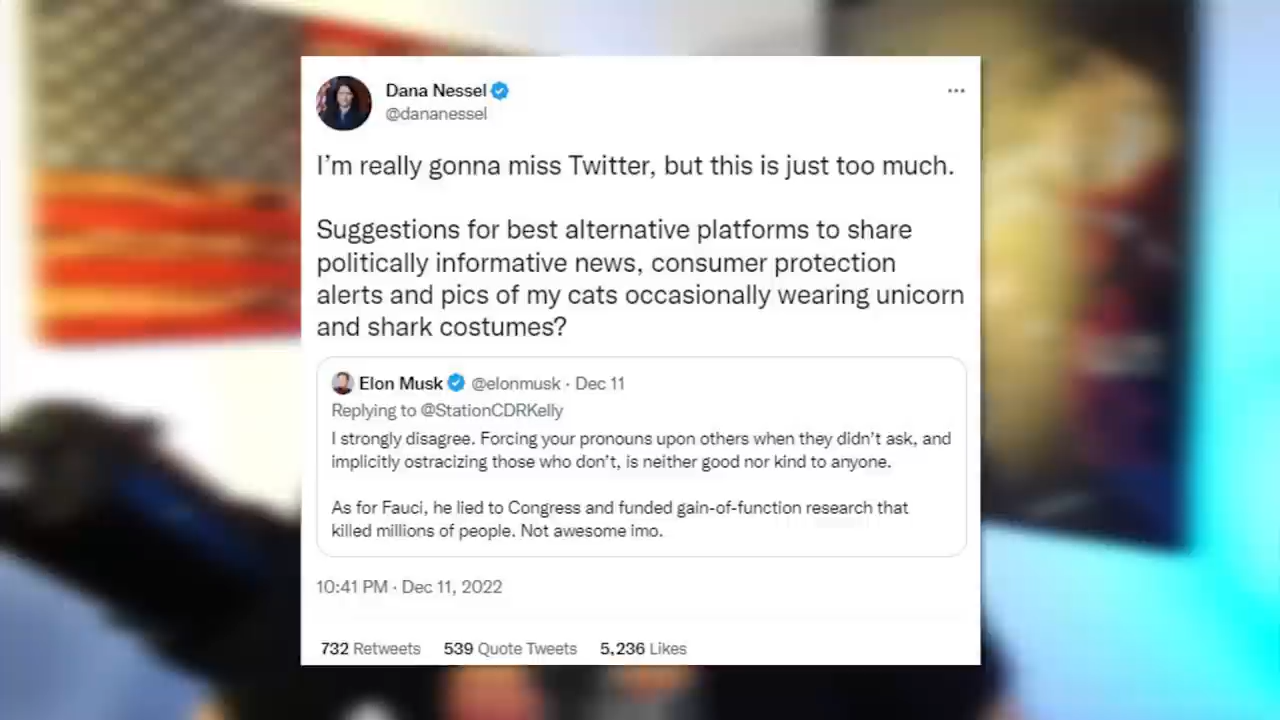 Dana Nessel
@dananessel
I'm really gonna miss Twitter, but this is just too much.
Suggestions for best alternative platforms to share
politically informative news, consumer protection
alerts and pics of my cats occasionally wearing unicorn
and shark costumes?
Elon Musk @elonmusk · Dec 11
Replying to @StationCDRKelly
I strongly disagree. Forcing your pronouns upon others when they didn't ask, and
implicitly ostracizing those who don't, is neither good nor kind to anyone.
As for Fauci, he lied to Congress and funded gain-of-function research that
killed millions of people. Not awesome imo.
10:41 PM · Dec 11, 2022
732 Retweets 539 Quote Tweets 5,236 Likes